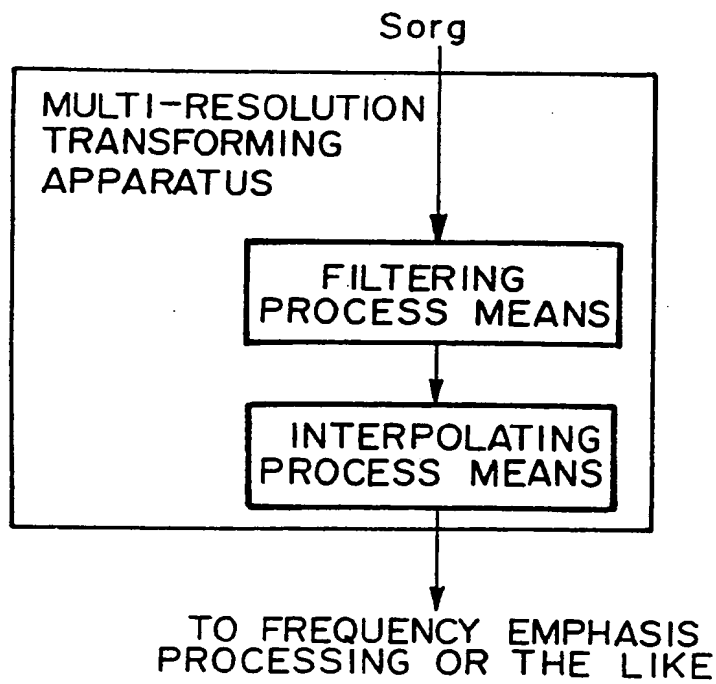 Sorg
MULTI-RESOLUTION
TRANSFORMING
APPARATUS
FILTERING
PROCESS MEANS
INTERPOLATING
PROCESS MEANS
TO FREQUENCY EMPHASIS
PROCESSING OR THE LIKE